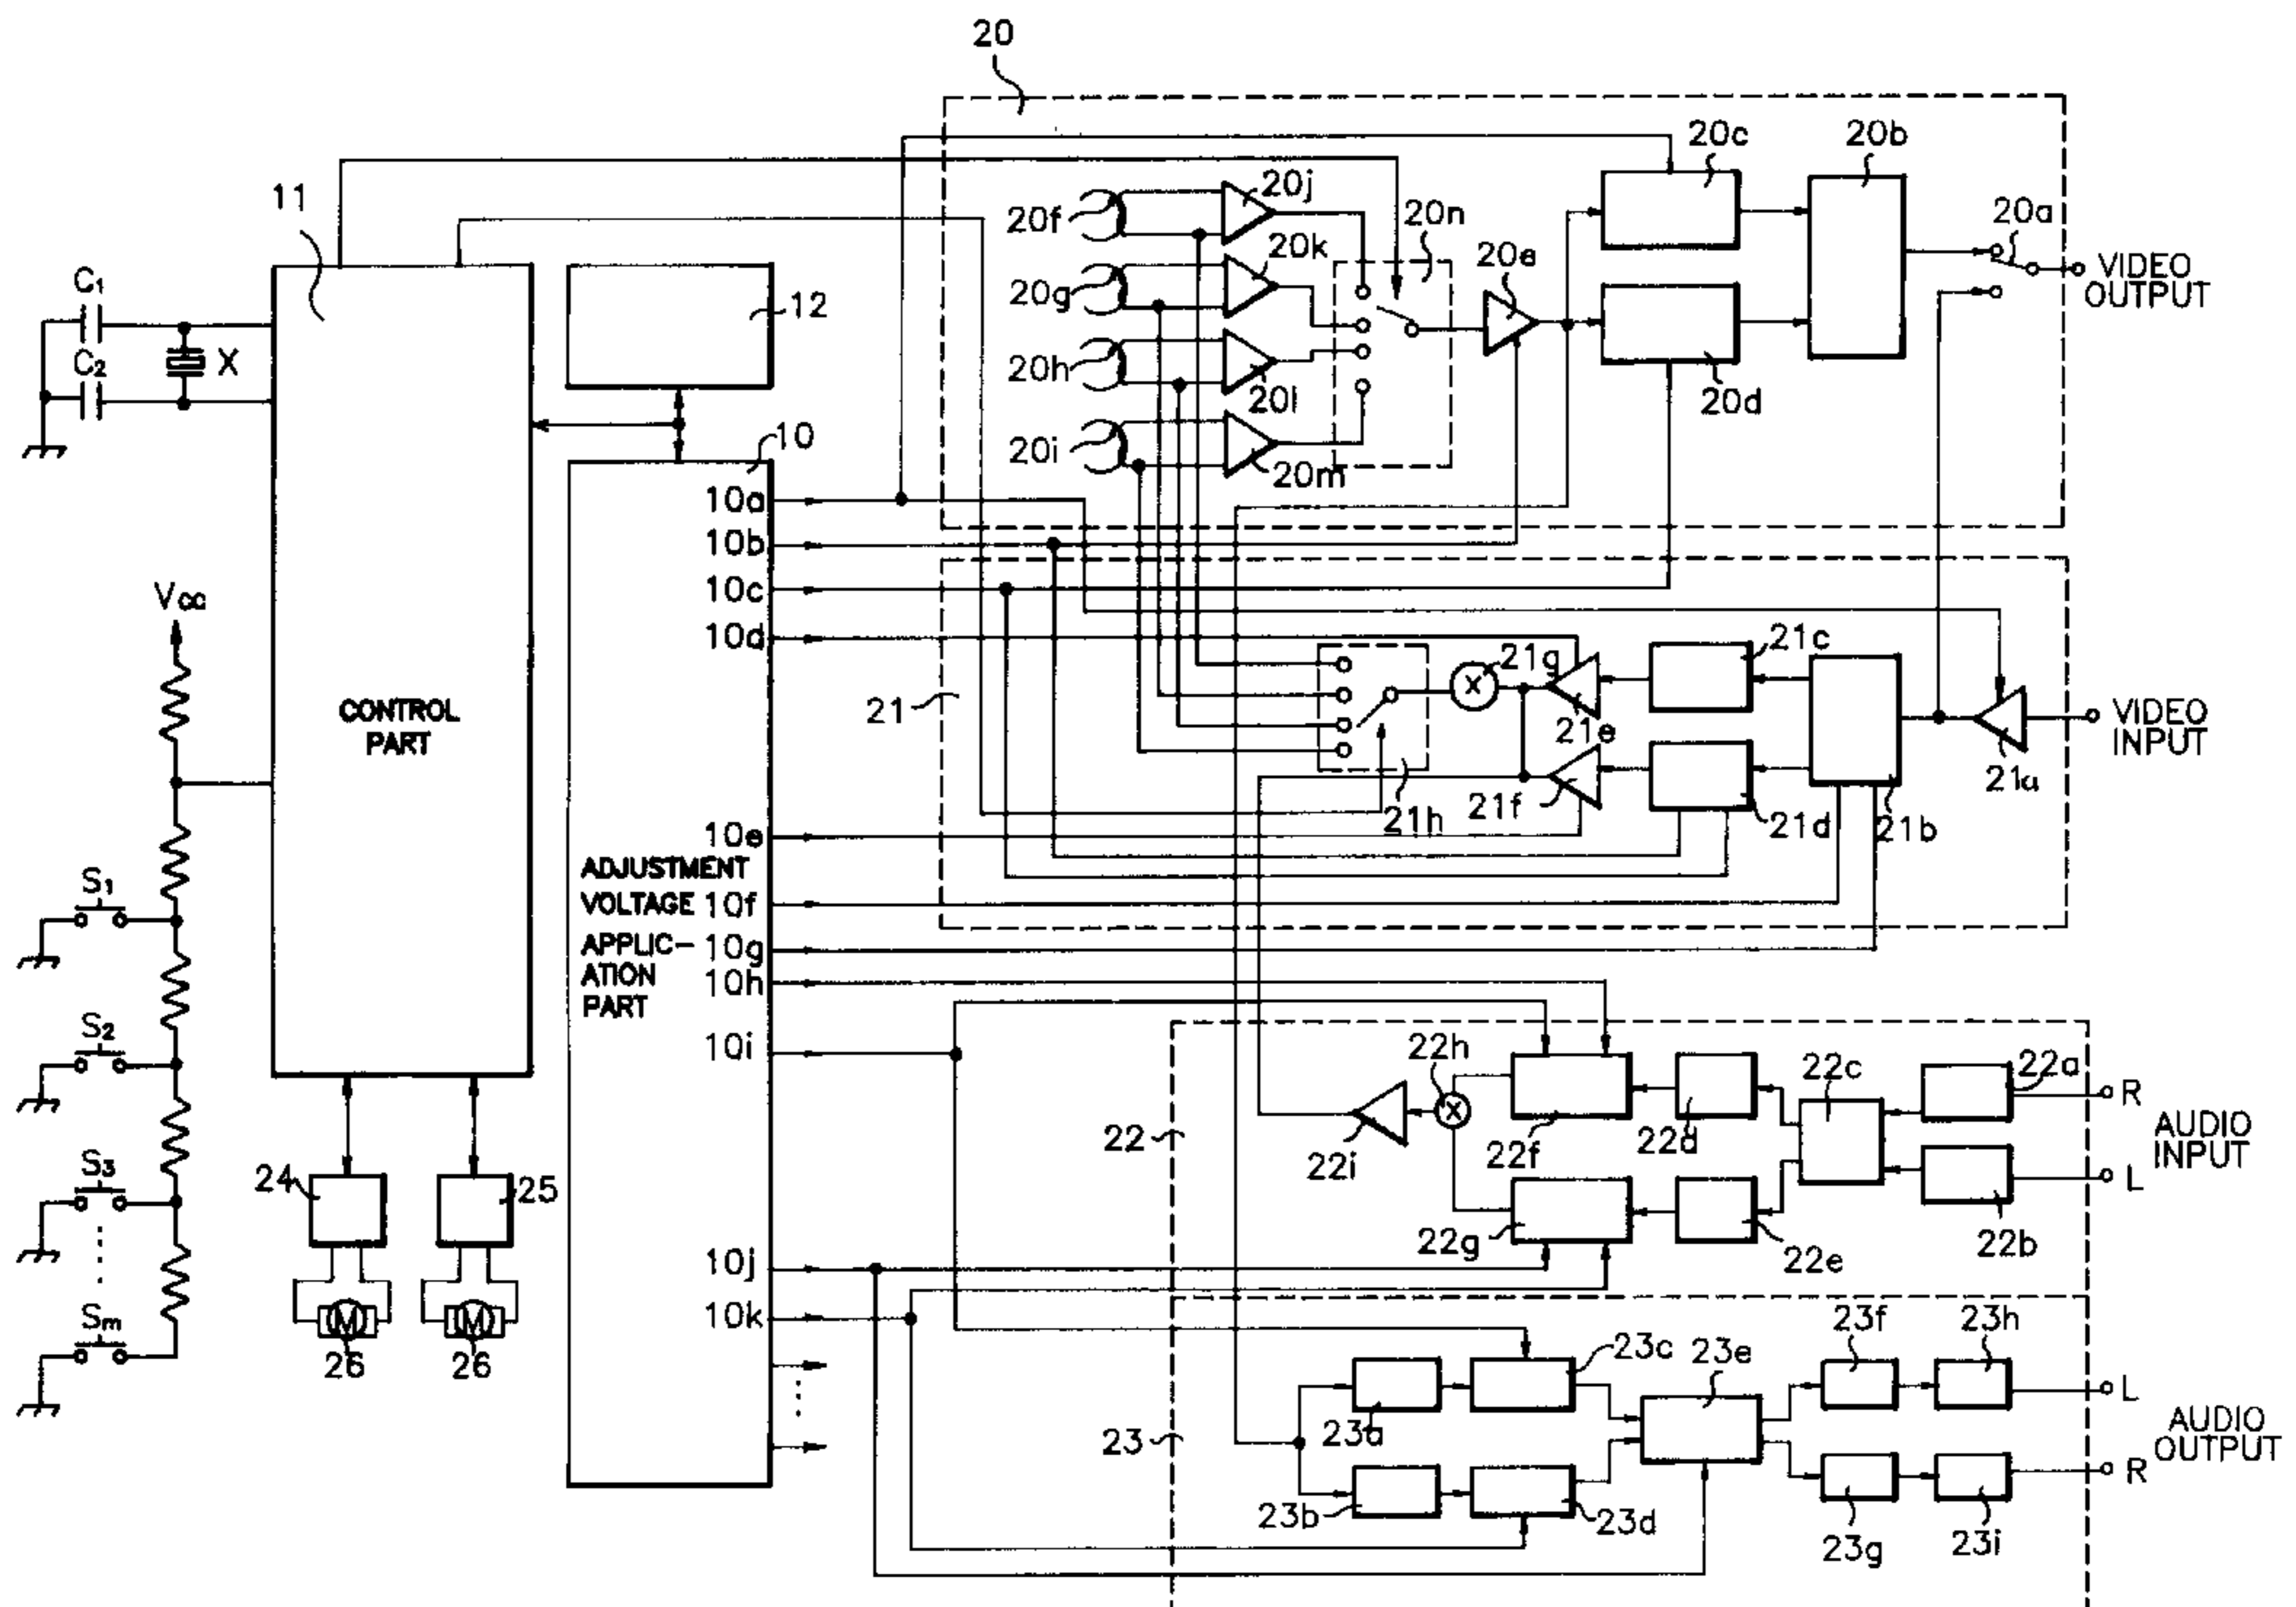 20
20c
20b
11
20j
20f
20n
20a
20k
20e
C1
20g
12
VIDEO
OUTPUT
C2
X
20h
20l
20d
10
20i
20m
10a
10b
10c
Vcc
10d
21c
21g
CONTROL
PART
21
21e
VIDEO
INPUT
21a
21f
21h
21d
21b
10e
ADJUSTMENT
S1
VOLTAGE 10f
APPLIC- 10g
ATION 10h
PART
S2
10i
22h
22c
22a
R
22
22d
AUDIO
INPUT
22i
22f
S3
24
25
L
22g
22e
22b
10j
10k
Sm
M
M
23f
23h
26
26
23c
23e
L
23a
23
AUDIO
OUTPUT
R
23b
23d
23g
23i